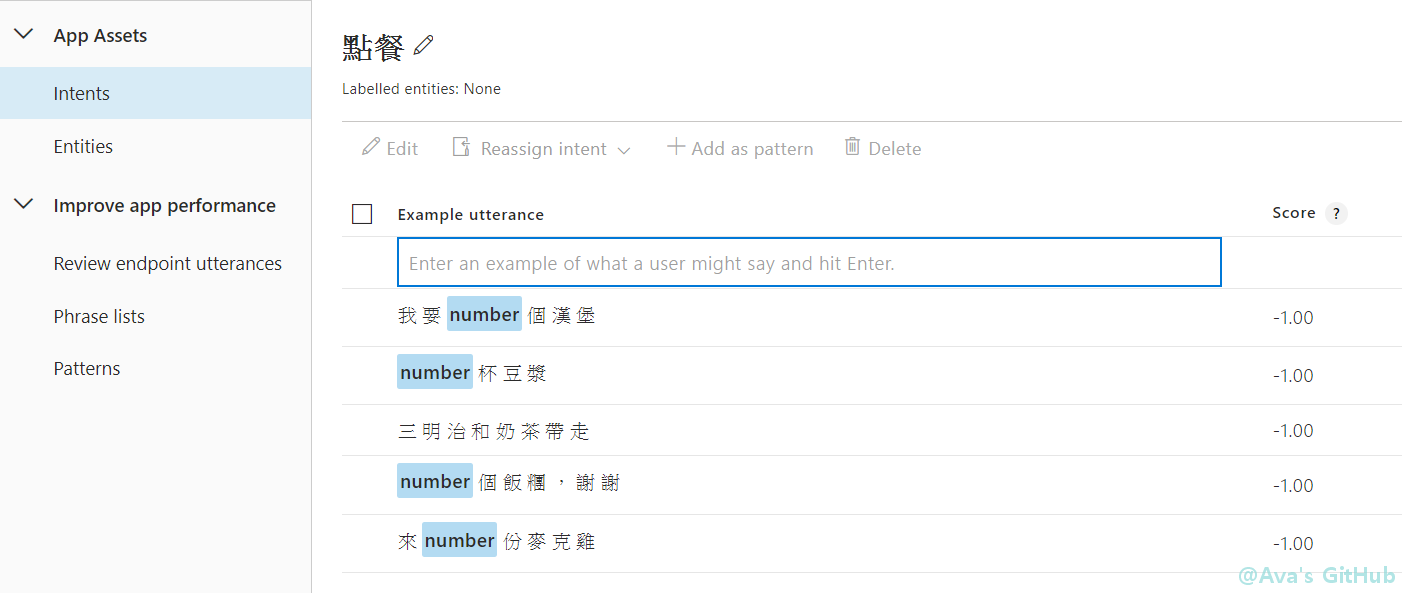 App Assets
Intents
Entities
Improve app performance
Review endpoint utterances
Phrase lists
Patterns
點餐
Labelled entities: None
Edit Reassign intent Add as pattern Delete
Example utterance Score ?
Enter an example of what a user might say and hit Enter.
我 要 number 個 漢 堡 -1.00
number 杯 豆 漿 -1.00
三 明 治 和 奶 茶 帶 走 -1.00
number 個 飯 糰 , 謝 謝 -1.00
來 number 份 麥 克 雞 -1.00
@Ava's GitHub